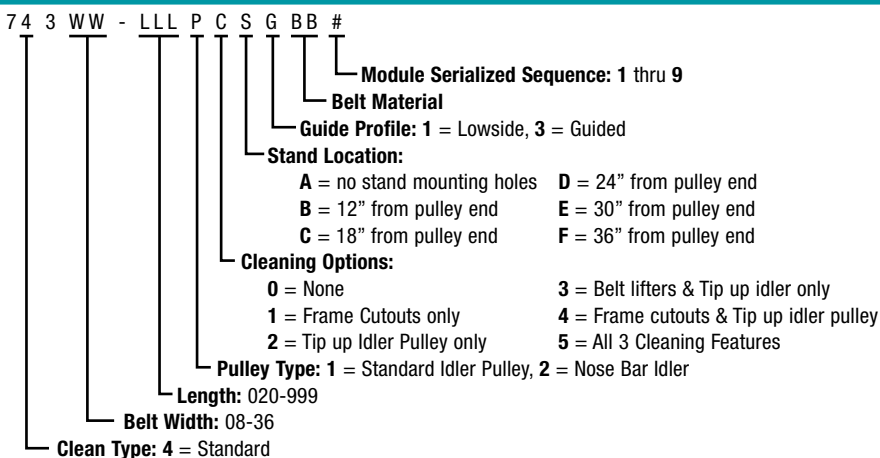 7 4 3 WW - LLL P C S G BB #
Module Serialized Sequence: 1 thru 9
Belt Material
Guide Profile: 1 = Lowside, 3 = Guided
Stand Location:
A = no stand mounting holes D = 24” from pulley end
B = 12” from pulley end E = 30” from pulley end
C = 18” from pulley end F = 36” from pulley end
Cleaning Options:
0 = None 3 = Belt lifters & Tip up idler only
1 = Frame Cutouts only 4 = Frame cutouts & Tip up idler pulley
2 = Tip up Idler Pulley only 5 = All 3 Cleaning Features
Pulley Type: 1 = Standard Idler Pulley, 2 = Nose Bar Idler
Length: 020-999
Belt Width: 08-36
Clean Type: 4 = Standard